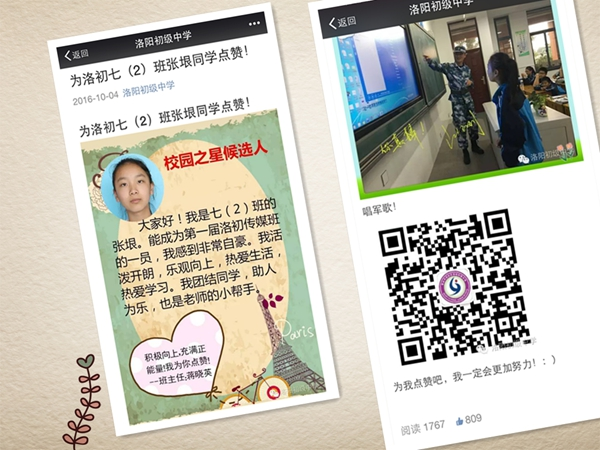 返回
洛阳初级中学
为洛初七（2）班张垠同学点赞！
2016-10-04 洛阳初级中学
为洛初七（2）班张垠同学点赞！
校园之星候选人
大家好！我是七（2）班的
张垠。能成为第一届洛初传媒班
的一员，我感到非常自豪。我活
泼开朗，乐观向上，热爱生活，
热爱学习。我团结同学，助人
为乐，也是老师的小帮手。
Paris
积极向上,充满正
能量!我为你点赞!
--班主任:蒋晓英
返回
洛阳初级中学
洛阳初级中学
唱军歌！
为我点赞吧，我一定会更加努力！：）
阅读 1767 809